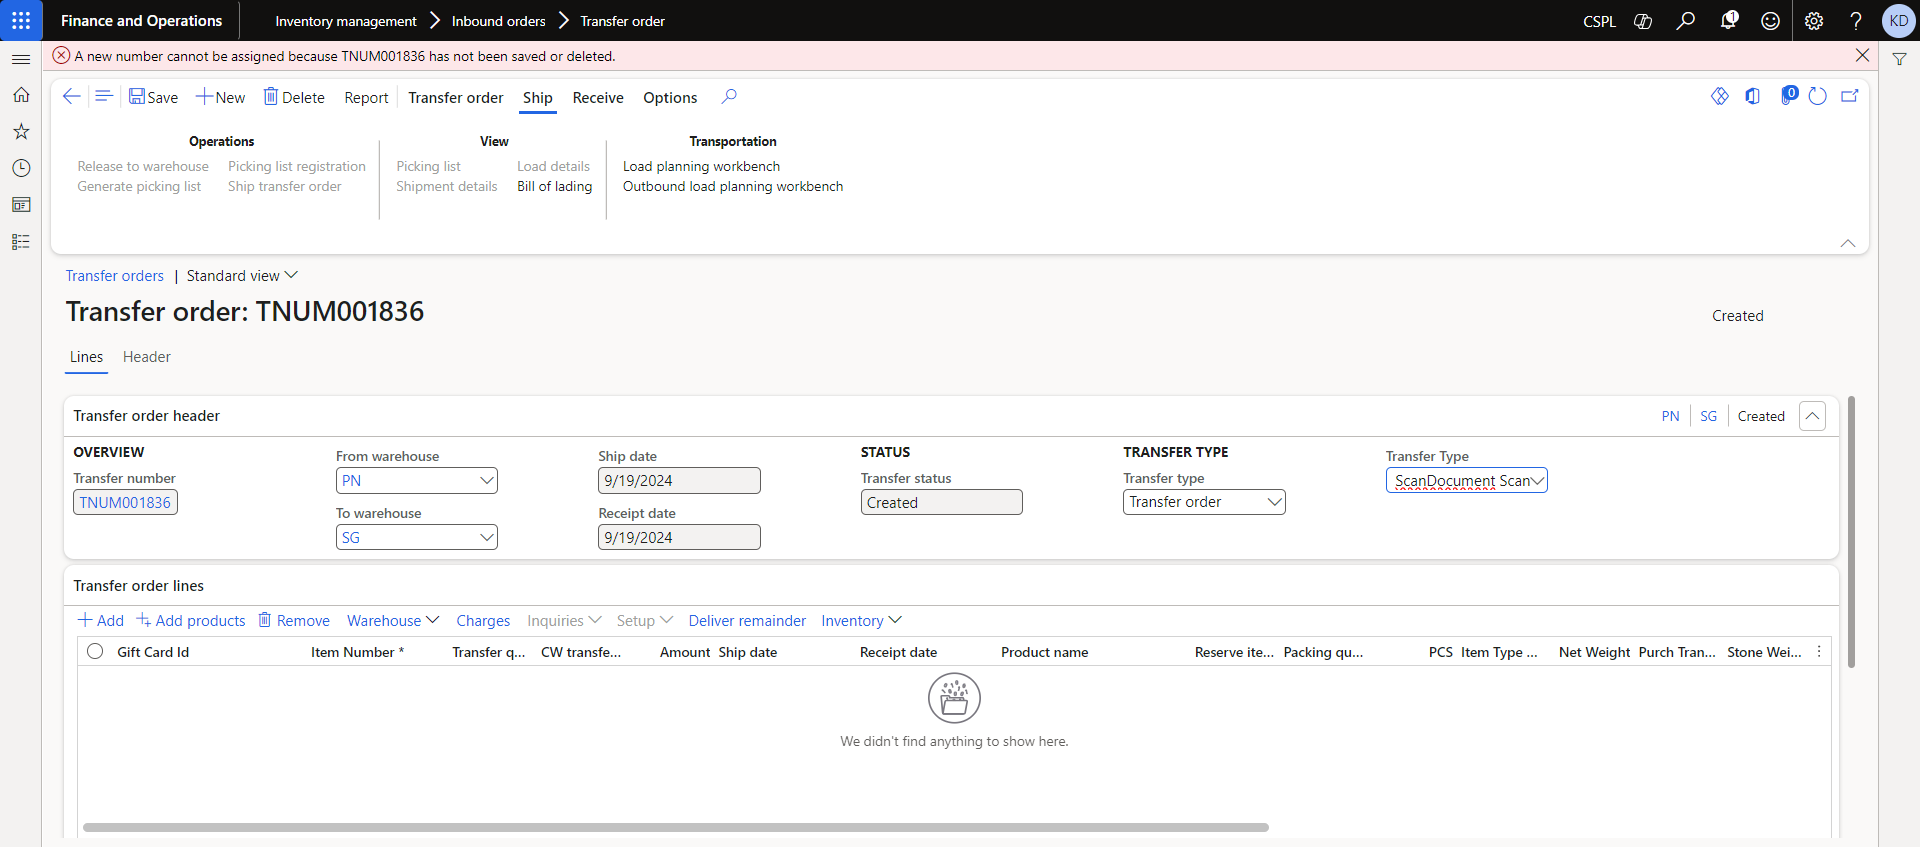 Finance and Operations
Inventory management
Inbound orders
Transfer order
CSPL
1
KD
A new number cannot be assigned because TNUM001836 has not been saved or deleted.
Save
New
Delete
Report
Transfer order
Ship
Receive
Options
0
Operations
Release to warehouse
Picking list registration
Generate picking list
Ship transfer order
View
Picking list
Load details
Shipment details
Bill of lading
Transportation
Load planning workbench
Outbound load planning workbench
Transfer orders | Standard view
Transfer order: TNUM001836
Created
Lines
Header
Transfer order header
PN
SG
Created
OVERVIEW
Transfer number
TNUM001836
From warehouse
PN
To warehouse
SG
Ship date
9/19/2024
Receipt date
9/19/2024
STATUS
Transfer status
Created
TRANSFER TYPE
Transfer type
Transfer order
Transfer Type
ScanDocument Scan
Transfer order lines
Add
Add products
Remove
Warehouse
Charges
Inquiries
Setup
Deliver remainder
Inventory
Gift Card Id
Item Number *
Transfer q...
CW transfe...
Amount
Ship date
Receipt date
Product name
Reserve ite...
Packing qu...
PCS
Item Type ...
Net Weight
Purch Tran...
Stone Wei...
We didn't find anything to show here.